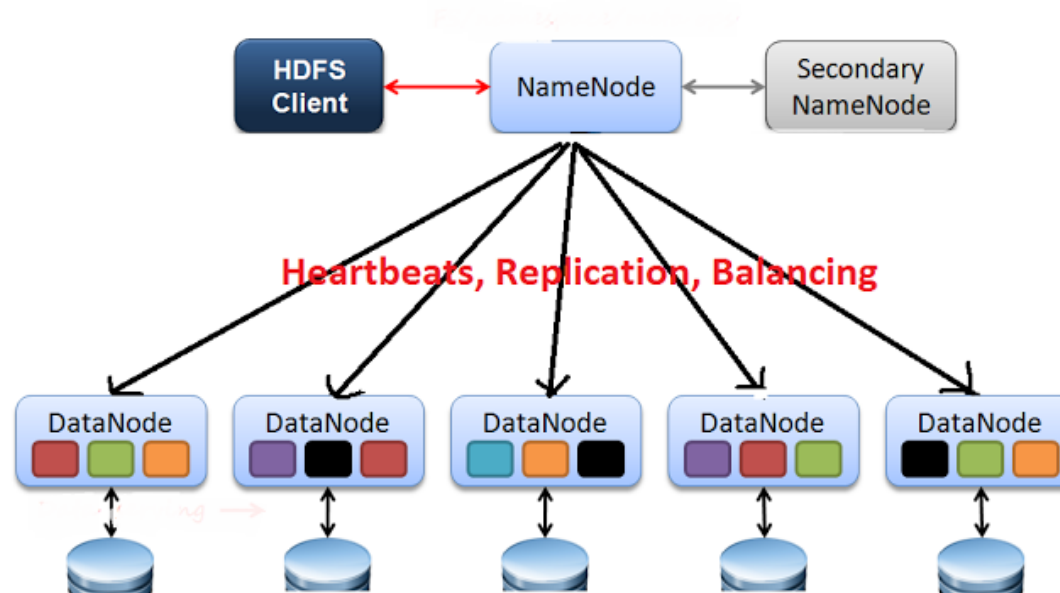 HDFS
Client
NameNode
Secondary
NameNode
Heartbeats, Replication, Balancing
DataNode
DataNode
DataNode
DataNode
DataNode